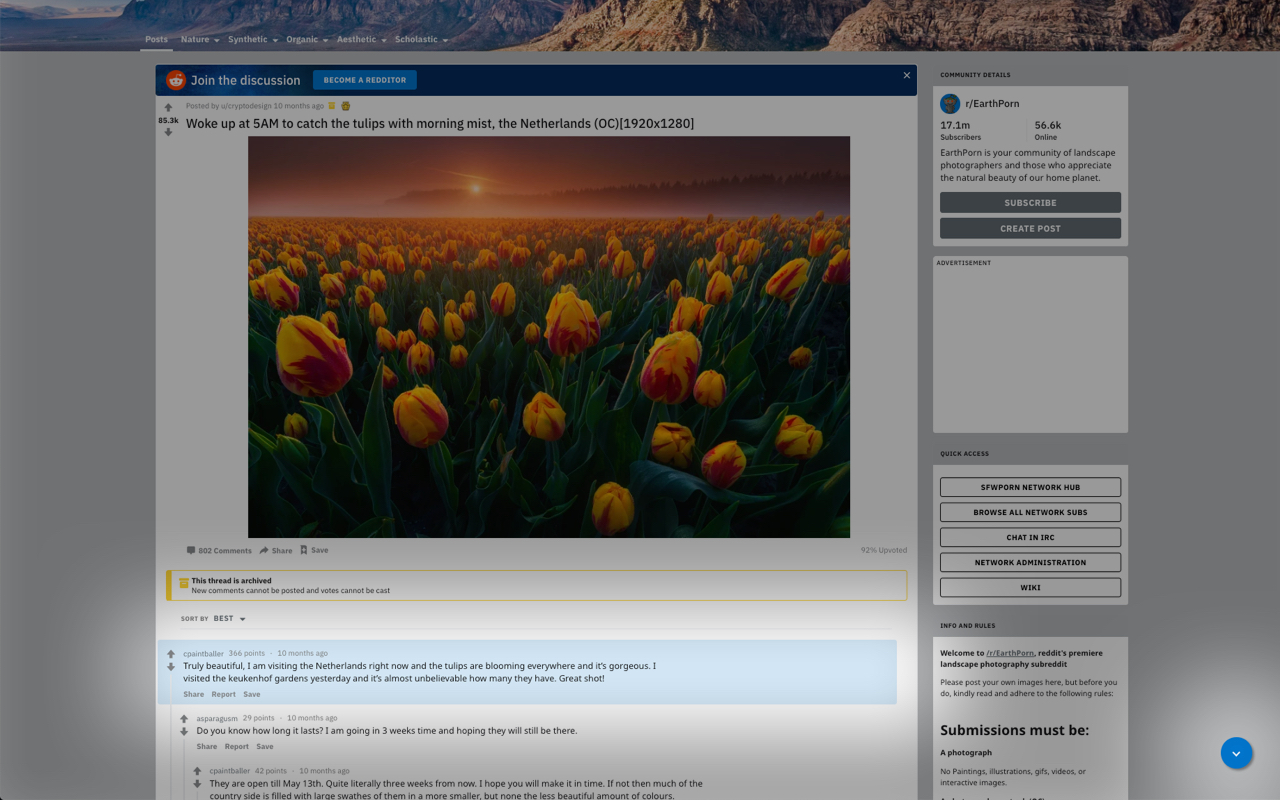 Posts Nature Synthetic Organic Aesthetic Scholastic
Join the discussion BECOME A REDDITOR
Posted by u/cryptodesign 10 months ago
85.3k
Woke up at 5AM to catch the tulips with morning mist, the Netherlands (OC)[1920x1280]
802 Comments Share Save 92% Upvoted
This thread is archived
New comments cannot be posted and votes cannot be cast
SORT BY BEST
cpaintballer 366 points · 10 months ago
Truly beautiful, I am visiting the Netherlands right now and the tulips are blooming everywhere and it's gorgeous. I
visited the keukenhof gardens yesterday and it's almost unbelievable how many they have. Great shot!
Share Report Save
asparagusm 29 points · 10 months ago
Do you know how long it lasts? I am going in 3 weeks time and hoping they will still be there.
Share Report Save
cpaintballer 42 points · 10 months ago
They are open till May 13th. Quite literally three weeks from now. I hope you will make it in time. If not then much of the
country side is filled with large swathes of them in a more smaller, but none the less beautiful amount of colours.
COMMUNITY DETAILS
r/EarthPorn
17.1m 56.6k
Subscribers Online
EarthPorn is your community of landscape
photographers and those who appreciate
the natural beauty of our home planet.
SUBSCRIBE
CREATE POST
ADVERTISEMENT
QUICK ACCESS
SFWPORN NETWORK HUB
BROWSE ALL NETWORK SUBS
CHAT IN IRC
NETWORK ADMINISTRATION
WIKI
INFO AND RULES
Welcome to /r/EarthPorn, reddit's premiere
landscape photography subreddit
Please post your own images here, but before you
do, kindly read and adhere to the following rules:
Submissions must be:
A photograph
No Paintings, illustrations, gifs, videos, or
interactive images.